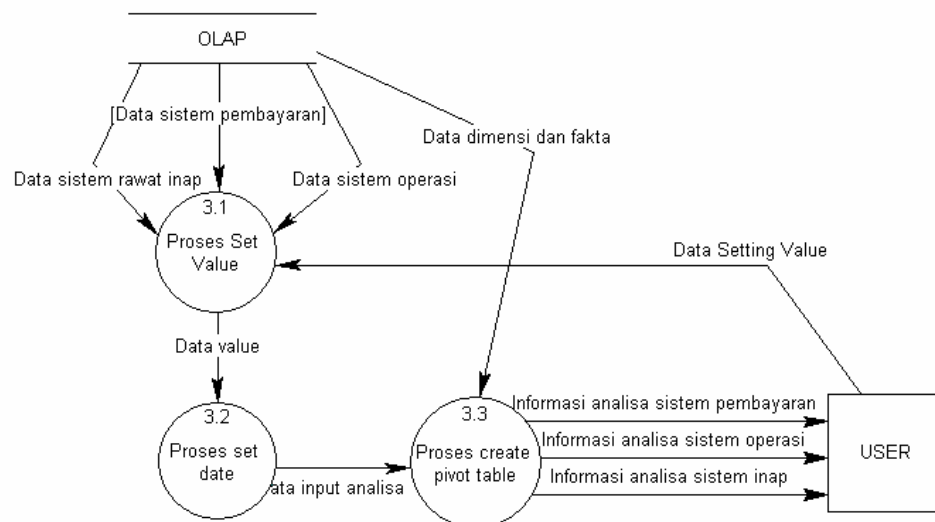 OLAP
[Data sistem pembayaran]
Data dimensi dan fakta
Data sistem rawat inap
Data sistem operasi
3.1
Proses Set
Value
Data Setting Value
Data value
3.2
Proses set
date
ata input analisa
3.3
Proses create
pivot table
Informasi analisa sistem pembayaran
Informasi analisa sistem operasi
Informasi analisa sistem inap
USER